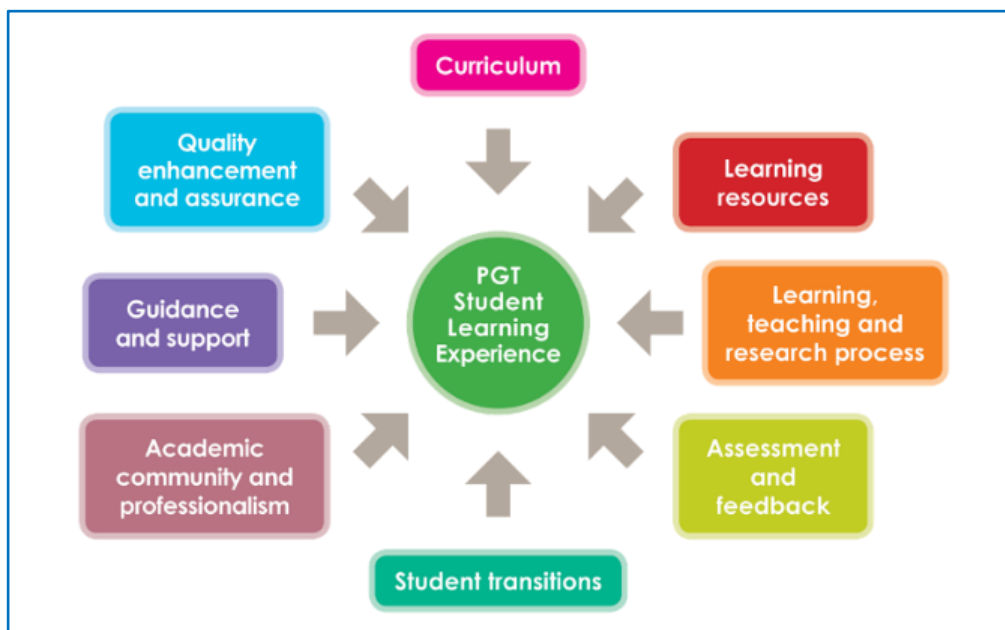 Curriculum
Quality
enhancement
and assurance
Learning
resources
PGT
Student
Learning
Experience
Guidance
and support
Learning,
teaching and
research process
Academic
community and
professionalism
Assessment
and
feedback
Student transitions